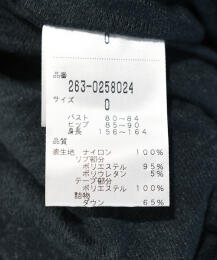 0
品番
263-0258024
サイズ
0
バスト 80~84
ヒップ 85~90
身長 156~164
品質
表生地 ナイロン 100%
リブ部分
ポリエステル 95%
ポリウレタン 5%
テープ部分
ポリエステル 100%
詰物
ダウン 65%